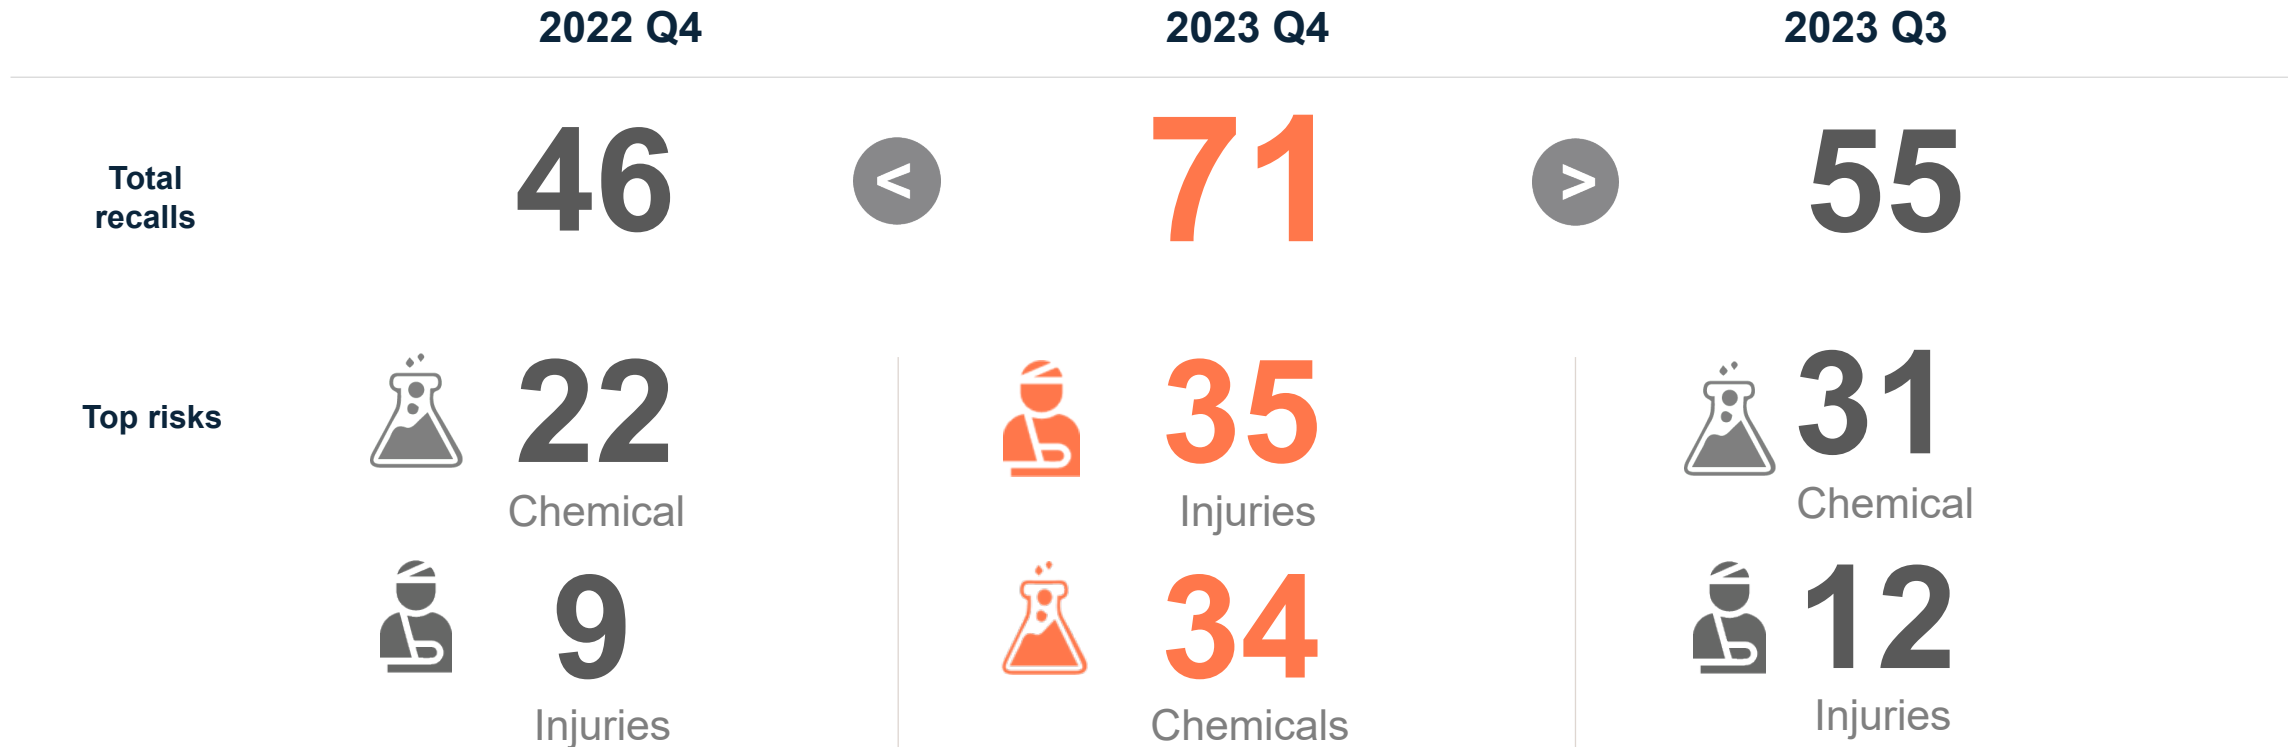 2022 Q4
2023 Q4
2023 Q3
Total
recalls
46
<
71
>
55
Top risks
22
Chemical
35
Injuries
31
Chemical
9
Injuries
34
Chemicals
12
Injuries